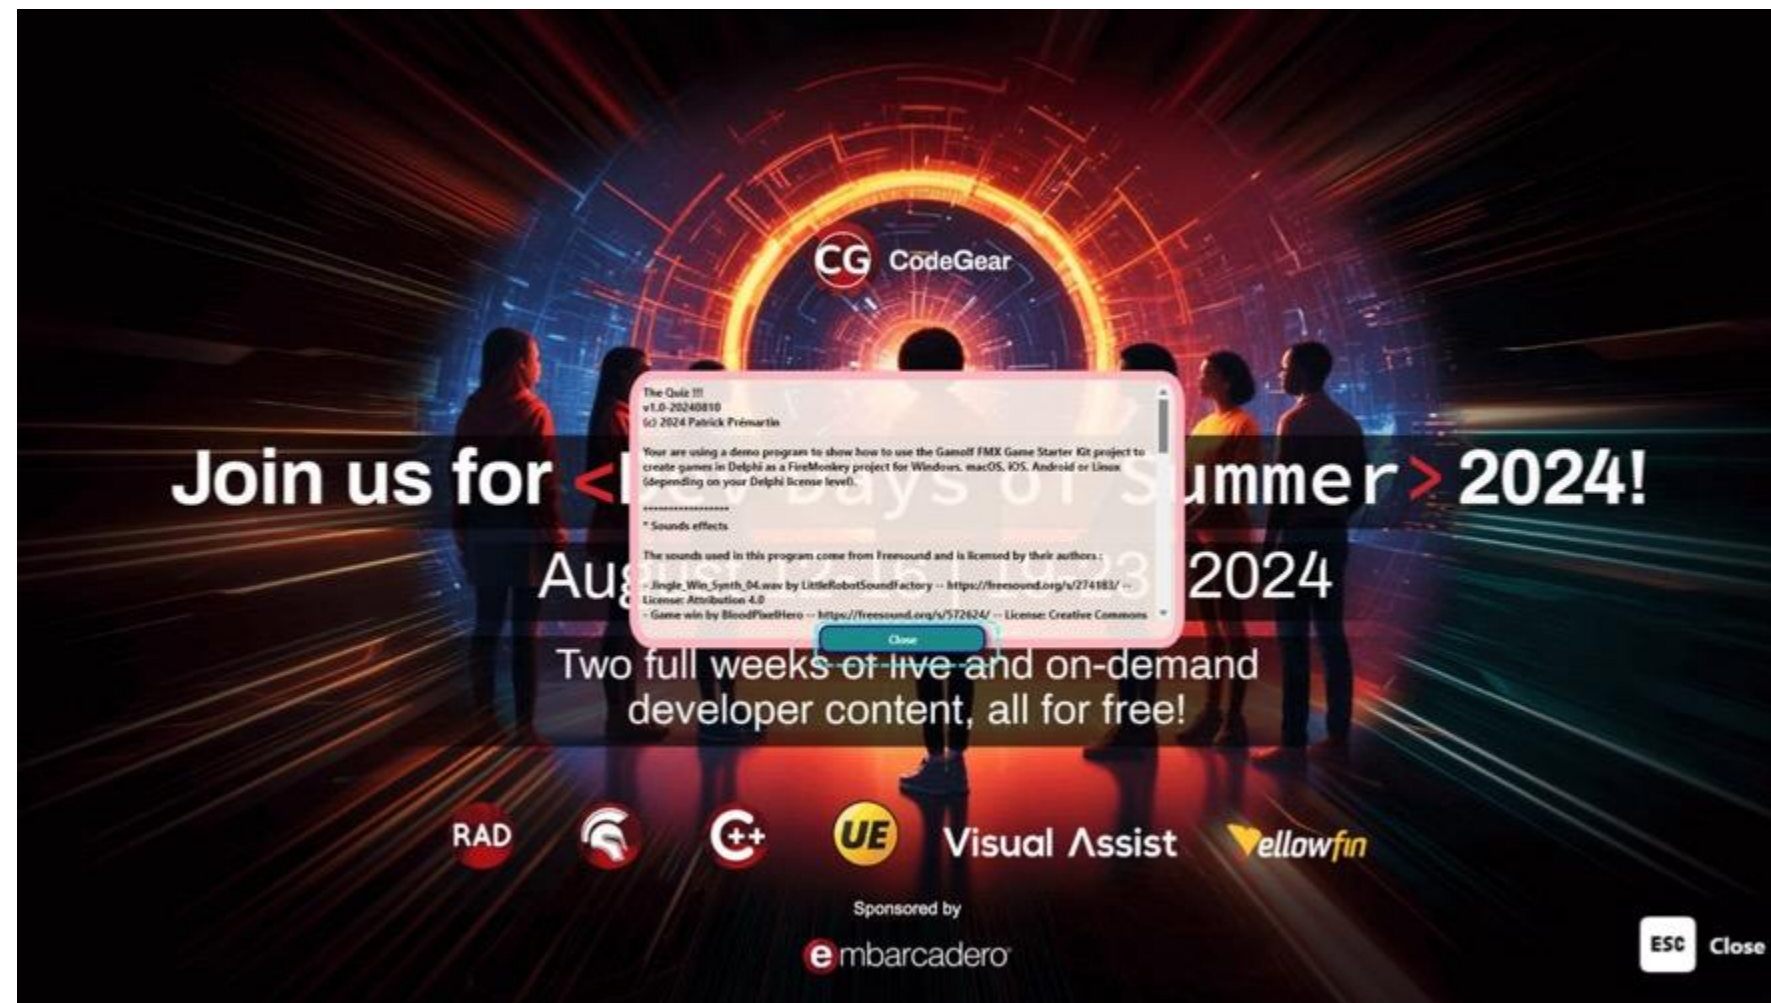 CG CodeGear
The Quiz !!!
v1.0-20240810
(c) 2024 Patrick Prémartin
Your are using a demo program to show how to use the Gamolf FMX Game Starter Kit project to
create games in Delphi as a FireMonkey project for Windows, macOS, iOS, Android or Linux
(depending on your Delphi license level).
******************
* Sounds effects
The sounds used in this program come from Freesound and is licensed by their authors :
- Jingle_Win_Synth_04.wav by LittleRobotSoundFactory -- https://freesound.org/s/274183/ --
License: Attribution 4.0
- Game win by BloodPixelHero -- https://freesound.org/s/572624/ -- License: Creative Commons
Close
Join us for <Dev Days of Summer> 2024!
2024
Two full weeks of live and on-demand
developer content, all for free!
RAD C++ UE Visual Assist Yellowfin
Sponsored by
embarcadero
ESC Close